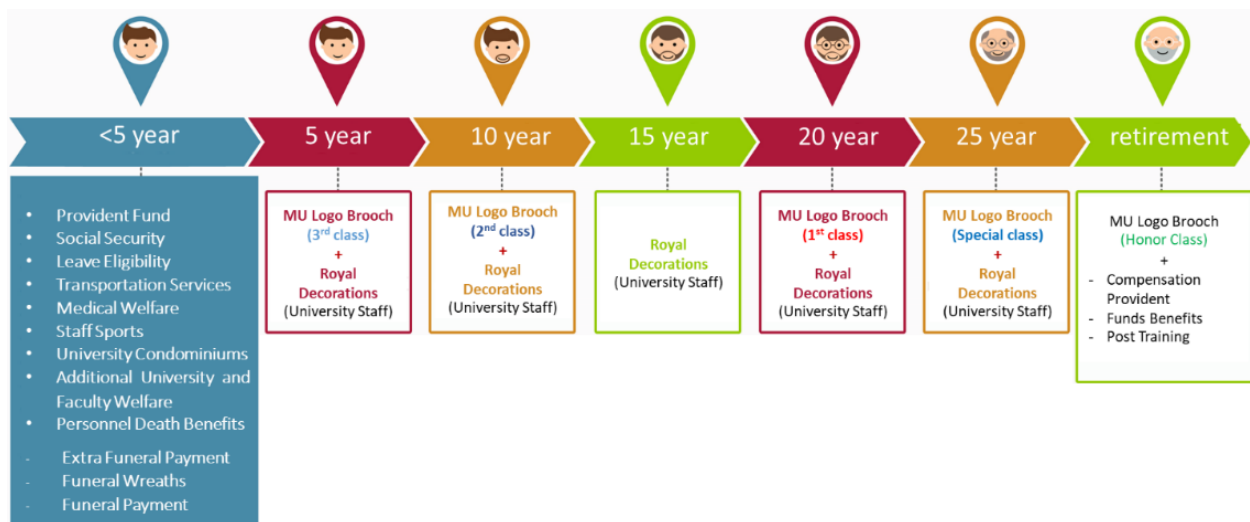 <5 year
5 year
10 year
15 year
20 year
25 year
retirement
• Provident Fund
• Social Security
• Leave Eligibility
• Transportation Services
• Medical Welfare
• Staff Sports
• University Condominiums
• Additional University and
Faculty Welfare
• Personnel Death Benefits
- Extra Funeral Payment
- Funeral Wreaths
- Funeral Payment
MU Logo Brooch
(3rd class)
+
Royal
Decorations
(University Staff)
MU Logo Brooch
(2nd class)
+
Royal
Decorations
(University Staff)
Royal
Decorations
(University Staff)
MU Logo Brooch
(1st class)
+
Royal
Decorations
(University Staff)
MU Logo Brooch
(Special class)
+
Royal
Decorations
(University Staff)
MU Logo Brooch
(Honor Class)
+
- Compensation
Provident
- Funds Benefits
- Post Training